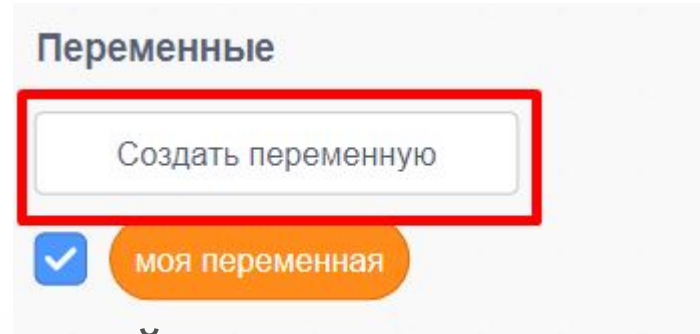 Переменные
Создать переменную
моя переменная